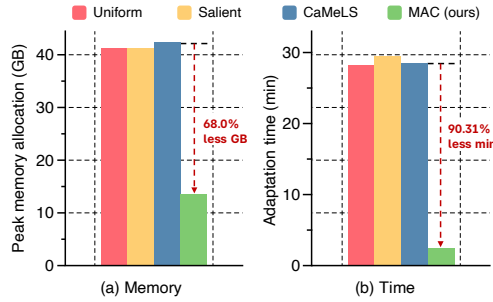 Uniform Salient CaMeLS MAC (ours)
Peak memory allocation (GB)
40
30
20
10
0
68.0%
less GB
(a) Memory
Adaptation time (min)
30
20
10
0
90.31%
less min
(b) Time